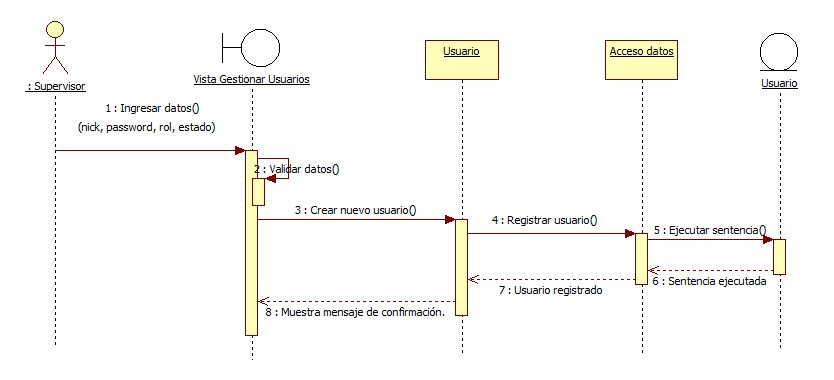 Usuario
Acceso datos
: Supervisor
Vista Gestionar Usuarios
Usuario
1 : Ingresar datos()
(nick, password, rol, estado)
2 : Validar datos()
3 : Crear nuevo usuario()
4 : Registrar usuario()
5 : Ejecutar sentencia()
6 : Sentencia ejecutada
7 : Usuario registrado
8 : Muestra mensaje de confirmación.